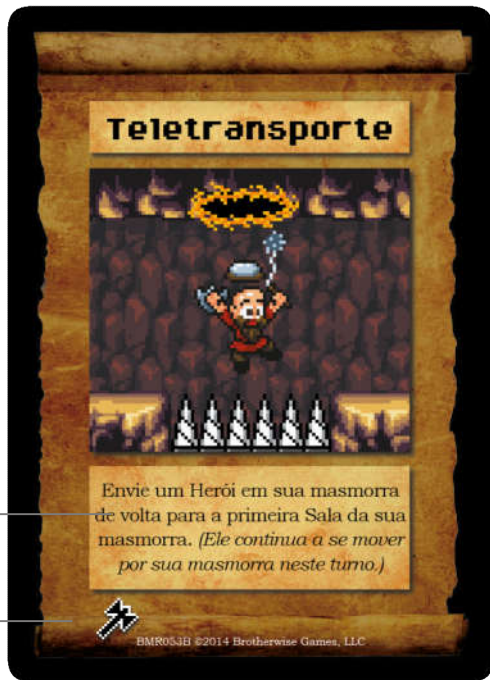 Teletransporte
Envie um Herói em sua masmorra
de volta para a primeira Sala da sua
masmorra. (Ele continua a se mover
por sua masmorra neste turno.)
BMR053B ©2014 Brotherwise Games, LLC